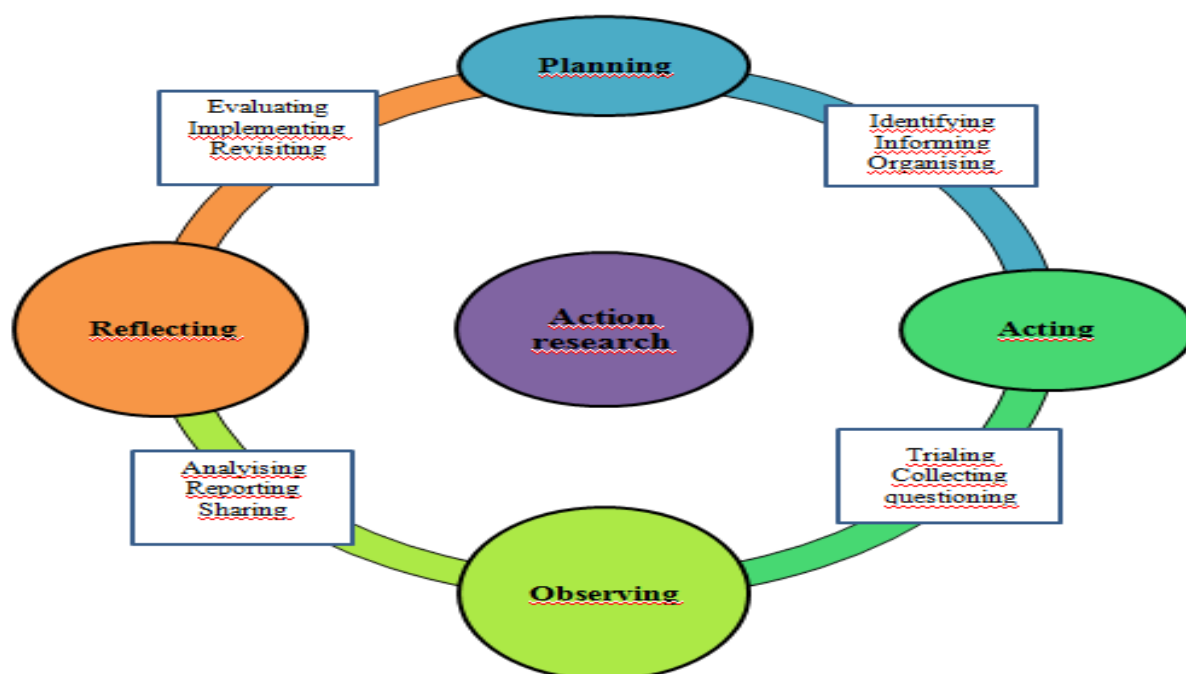 Planning
Evaluating
Implementing
Revisiting
Identifying
Informing
Organising
Reflecting
Action
research
Acting
Analyising
Reporting
Sharing
Trialing
Collecting
questioning
Observing